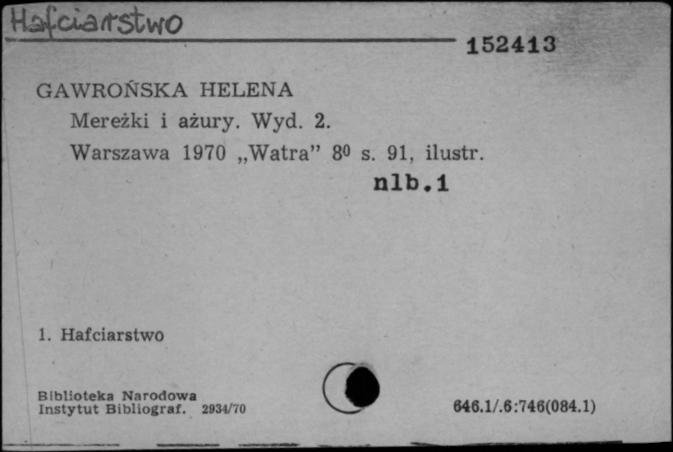 Hafciarstwo
152413
GAWROŃSKA HELENA
Mereżki i ażury. Wyd. 2.
Warszawa 1970 „Watra” 8⁰ s. 91, ilustr.
nlb.1
1. Hafciarstwo
Biblioteka Narodowa
Instytut Bibliograf. 2934/70
646.1/.6:746(084.1)